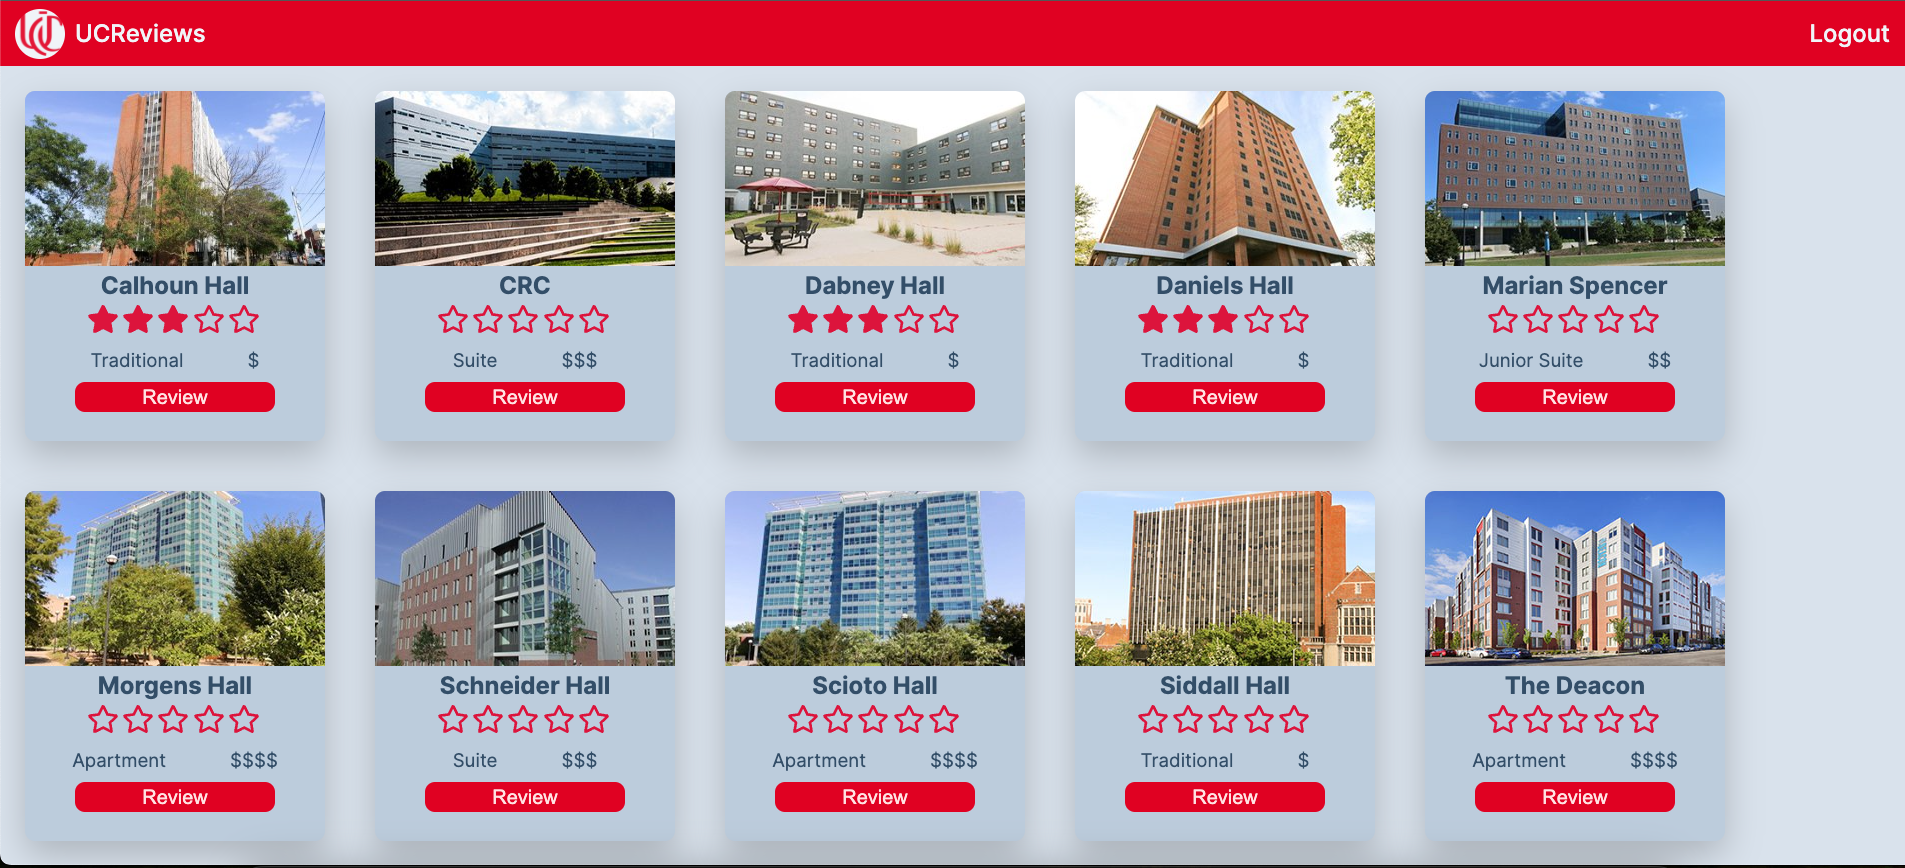 UCReviews
Logout
Calhoun Hall
Traditional $
Review
CRC
Suite $$$
Review
Dabney Hall
Traditional $
Review
Daniels Hall
Traditional $
Review
Marian Spencer
Junior Suite $$
Review
Morgens Hall
Apartment $$$$
Review
Schneider Hall
Suite $$$
Review
Scioto Hall
Apartment $$$$
Review
Siddall Hall
Traditional $
Review
The Deacon
Apartment $$$$
Review